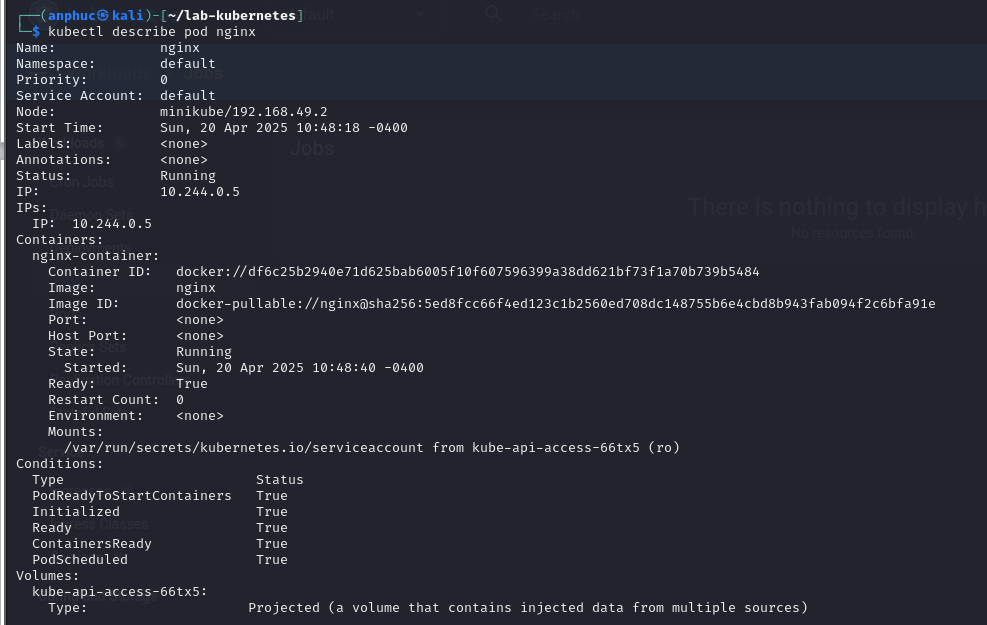 ┌──(anphuc㉿kali)-[~/lab-kubernetes]
└─$ kubectl describe pod nginx
Name:             nginx
Namespace:        default
Priority:         0
Service Account:  default
Node:             minikube/192.168.49.2
Start Time:       Sun, 20 Apr 2025 10:48:18 -0400
Labels:           <none>
Annotations:      <none>
Status:           Running
IP:               10.244.0.5
IPs:
  IP:  10.244.0.5
Containers:
  nginx-container:
    Container ID:   docker://df6c25b2940e71d625bab6005f10f607596399a38dd621bf73f1a70b739b5484
    Image:          nginx
    Image ID:       docker-pullable://nginx@sha256:5ed8fcc66f4ed123c1b2560ed708dc148755b6e4cbd8b943fab094f2c6bfa91e
    Port:           <none>
    Host Port:      <none>
    State:          Running
      Started:      Sun, 20 Apr 2025 10:48:40 -0400
    Ready:          True
    Restart Count:  0
    Environment:    <none>
    Mounts:
      /var/run/secrets/kubernetes.io/serviceaccount from kube-api-access-66tx5 (ro)
Conditions:
  Type                        Status
  PodReadyToStartContainers   True
  Initialized                 True
  Ready                       True
  ContainersReady             True
  PodScheduled                True
Volumes:
  kube-api-access-66tx5:
    Type:                    Projected (a volume that contains injected data from multiple sources)
Search
Jobs
Jobs
Cron Jobs
Daemon Sets
There is nothing to display h
No resources found.